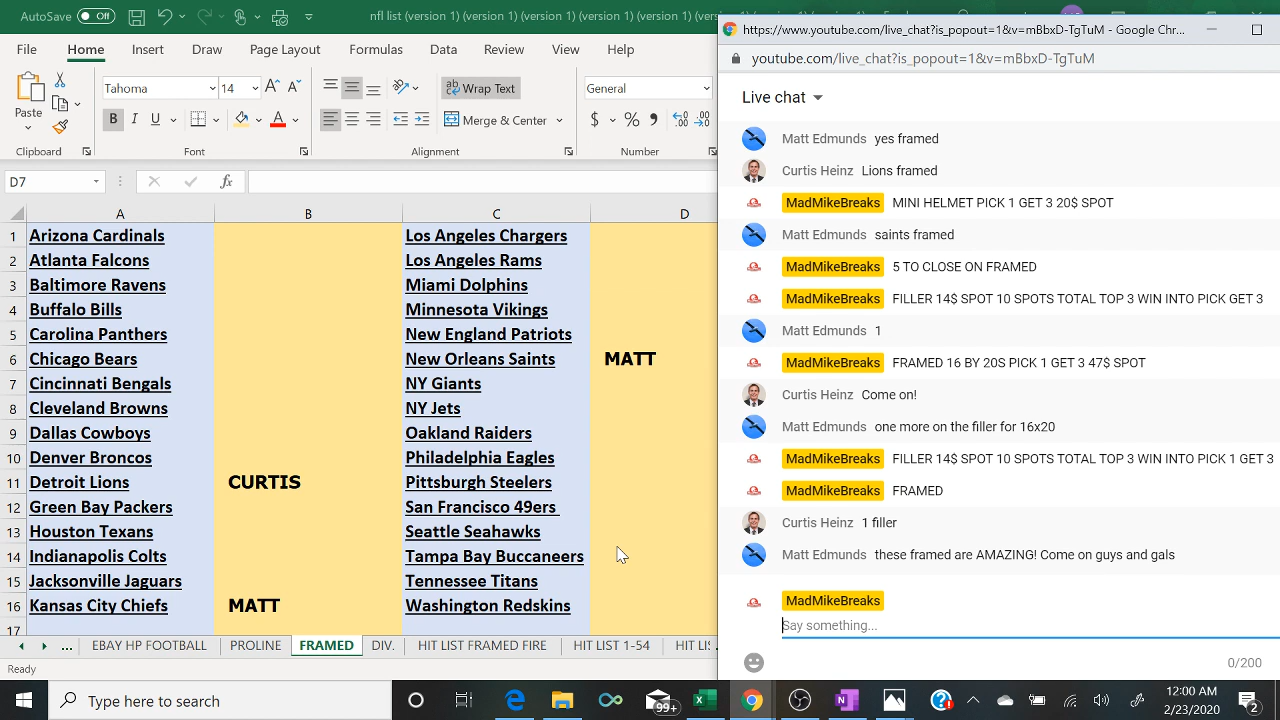 AutoSave Off nfl list (version 1) (version 1) (version 1)
File Home Insert Draw Page Layout Formulas Data Review View Help
Tahoma 14 Wrap Text General
Paste B I U A Merge & Center $ % ,
Clipboard Font Alignment Number
D7 fx
A B C D
1 Arizona Cardinals Los Angeles Chargers
2 Atlanta Falcons Los Angeles Rams
3 Baltimore Ravens Miami Dolphins
4 Buffalo Bills Minnesota Vikings
5 Carolina Panthers New England Patriots
6 Chicago Bears New Orleans Saints MATT
7 Cincinnati Bengals NY Giants
8 Cleveland Browns NY Jets
9 Dallas Cowboys Oakland Raiders
10 Denver Broncos Philadelphia Eagles
11 Detroit Lions CURTIS Pittsburgh Steelers
12 Green Bay Packers San Francisco 49ers
13 Houston Texans Seattle Seahawks
14 Indianapolis Colts Tampa Bay Buccaneers
15 Jacksonville Jaguars Tennessee Titans
16 Kansas City Chiefs MATT Washington Redskins
17
... EBAY HP FOOTBALL PROLINE FRAMED DIV. HIT LIST FRAMED FIRE HIT LIST 1-54 HIT LI
Ready
https://www.youtube.com/live_chat?is_popout=1&v=mBbxD-TgTuM - Google Chr...
youtube.com/live_chat?is_popout=1&v=mBbxD-TgTuM
Live chat
Matt Edmunds yes framed
Curtis Heinz Lions framed
MadMikeBreaks MINI HELMET PICK 1 GET 3 20$ SPOT
Matt Edmunds saints framed
MadMikeBreaks 5 TO CLOSE ON FRAMED
MadMikeBreaks FILLER 14$ SPOT 10 SPOTS TOTAL TOP 3 WIN INTO PICK GET 3
Matt Edmunds 1
MadMikeBreaks FRAMED 16 BY 20S PICK 1 GET 3 47$ SPOT
Curtis Heinz Come on!
Matt Edmunds one more on the filler for 16x20
MadMikeBreaks FILLER 14$ SPOT 10 SPOTS TOTAL TOP 3 WIN INTO PICK 1 GET 3
MadMikeBreaks FRAMED
Curtis Heinz 1 filler
Matt Edmunds these framed are AMAZING! Come on guys and gals
MadMikeBreaks
Say something...
0/200
Type here to search 99+ 12:00 AM
2/23/2020 2